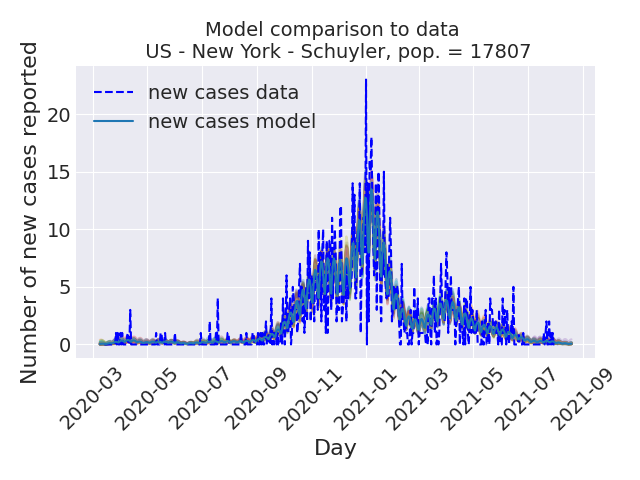 Model comparison to data
US - New York - Schuyler, pop. = 17807
Number of new cases reported
new cases data
new cases model
20
15
10
5
0
2020-03
2020-05
2020-07
2020-09
2020-11
2021-01
2021-03
2021-05
2021-07
2021-09
Day